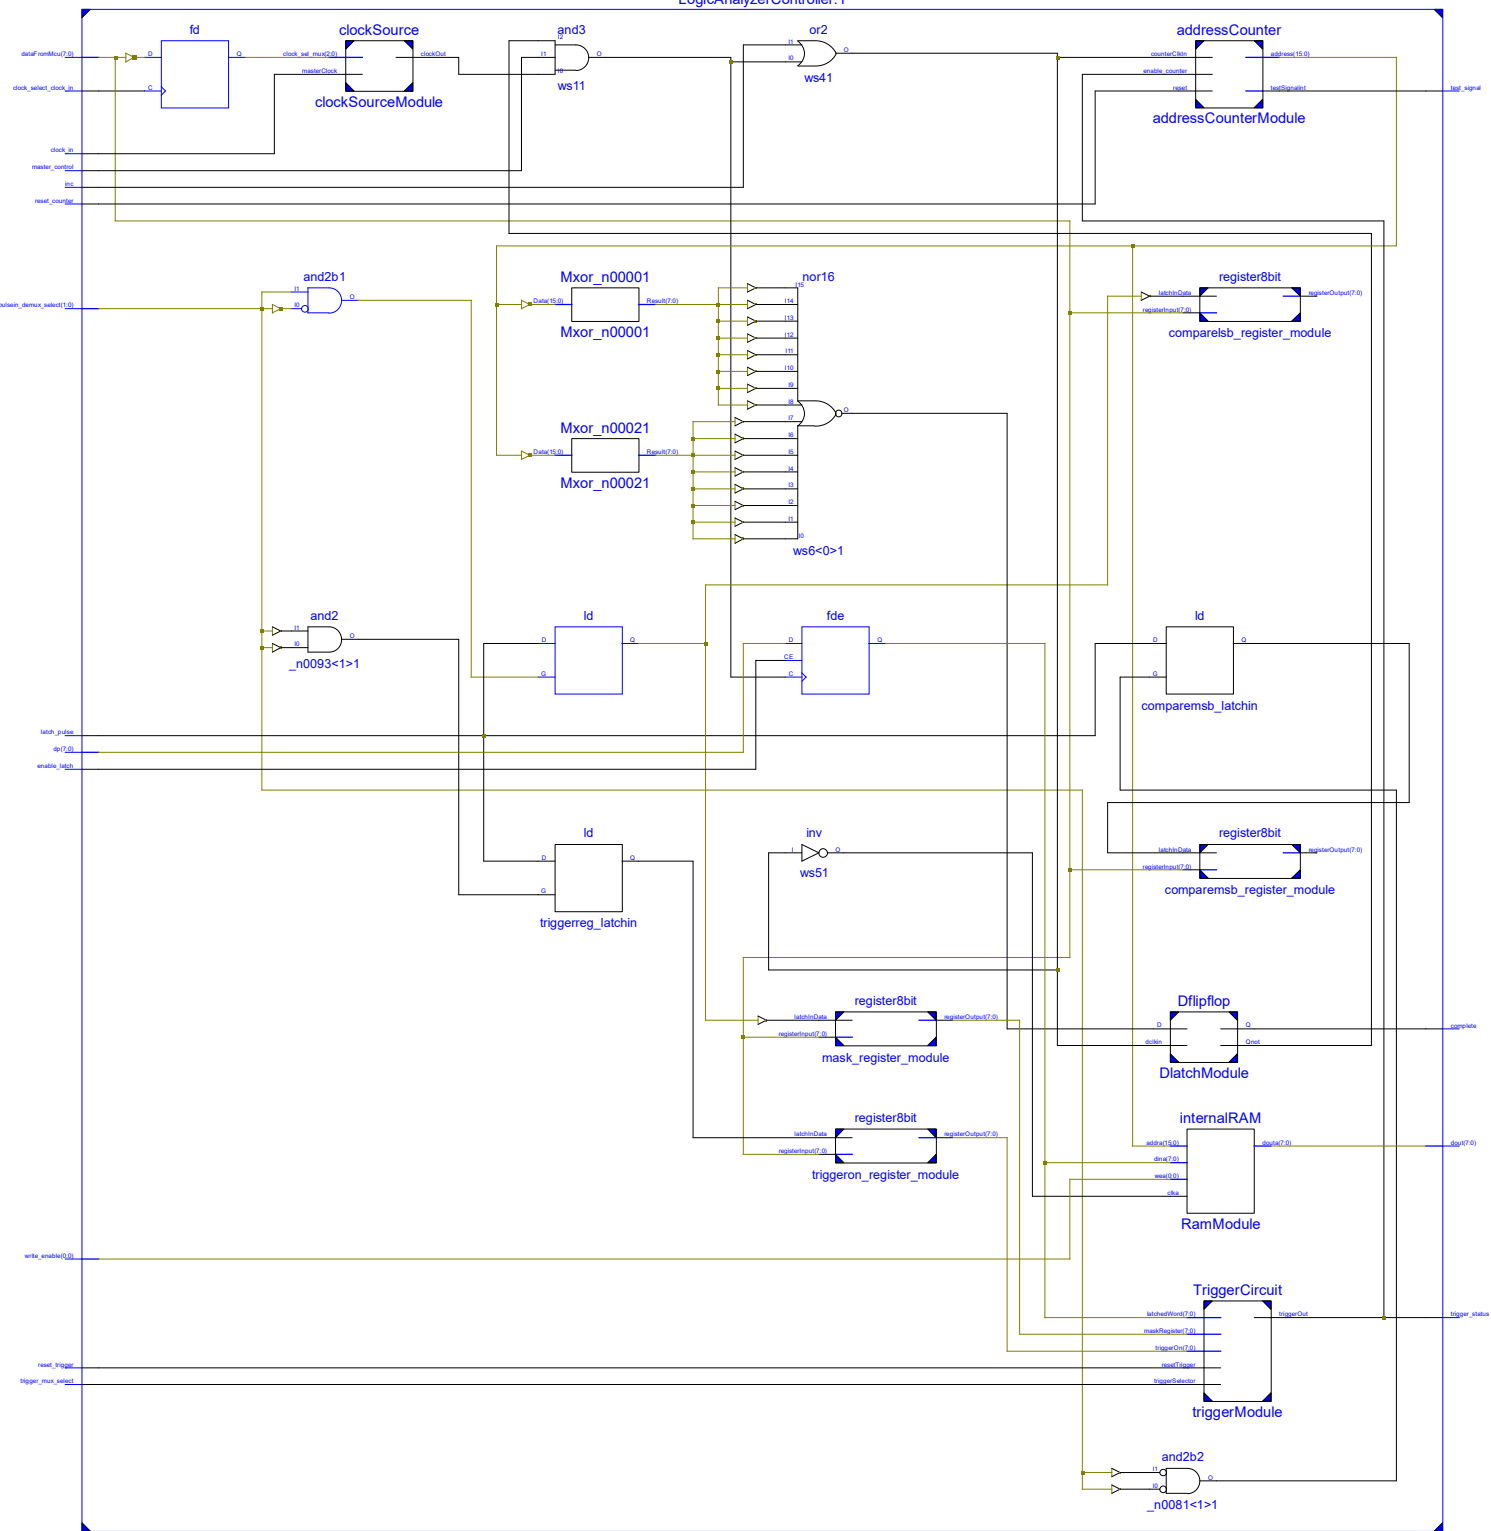 LogicAnalyzerController:1
fd
clockSource
and3
or2
addressCounter
dataFromMcu(7:0)
D
Q
clock_sel_mux(2:0)
clockOut
I2
I1
I0
O
I1
I0
O
counterClkIn
address(15:0)
masterClock
enable_counter
clock_select_clock_in
C
reset
testSignalInt
test_signal
ws11
ws41
clockSourceModule
addressCounterModule
clock_in
master_control
inc
reset_counter
and2b1
Mxor_n00001
nor16
register8bit
I1
I0
O
Data(15:0)
Result(7:0)
I15
I14
I13
I12
I11
I10
I9
I8
I7
I6
I5
I4
I3
I2
I1
I0
O
latchInData
registerOutput(7:0)
registerInput(7:0)
pulsein_demux_select(1:0)
Mxor_n00001
comparelsb_register_module
Mxor_n00021
Data(15:0)
Result(7:0)
Mxor_n00021
ws6<0>1
and2
ld
fde
ld
I1
I0
O
D
Q
G
D
CE
C
Q
D
Q
G
_n0093<1>1
comparemsb_latchin
latch_pulse
dp(7:0)
enable_latch
ld
inv
register8bit
D
Q
G
I
O
latchInData
registerOutput(7:0)
registerInput(7:0)
ws51
comparemsb_register_module
triggerreg_latchin
register8bit
Dflipflop
latchInData
registerOutput(7:0)
registerInput(7:0)
D
Q
complete
dclkin
Qnot
mask_register_module
DlatchModule
register8bit
internalRAM
latchInData
registerOutput(7:0)
registerInput(7:0)
addra(15:0)
douta(7:0)
dout(7:0)
dina(7:0)
wea(0:0)
clka
triggeron_register_module
RamModule
write_enable(0:0)
TriggerCircuit
latchedWord(7:0)
triggerOut
trigger_status
maskRegister(7:0)
triggerOn(7:0)
reset_trigger
resetTrigger
trigger_mux_select
triggerSelector
triggerModule
and2b2
I1
I0
O
_n0081<1>1